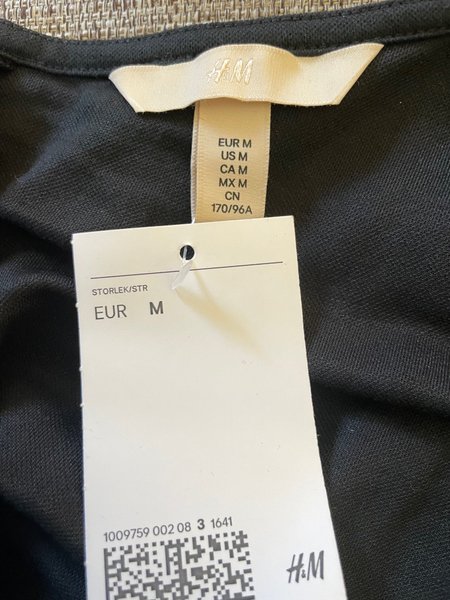 H&M
EUR M
US M
CA M
MX M
CN
170/96A
STORLEK/STR
EUR M
1009759 002 08 3 1641
H&M